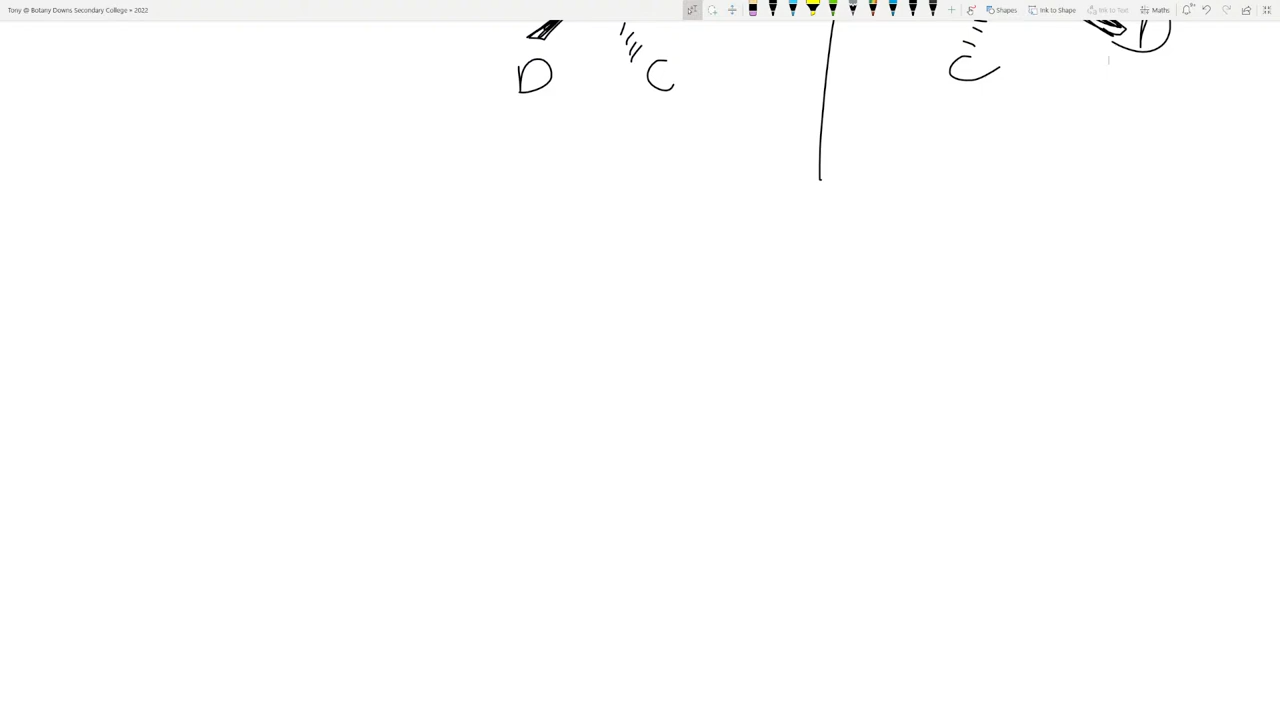 Tony @ Botany Downs Secondary College » 2022
Shapes
Ink to Shape
Ink to Text
Maths
D
C
C
D